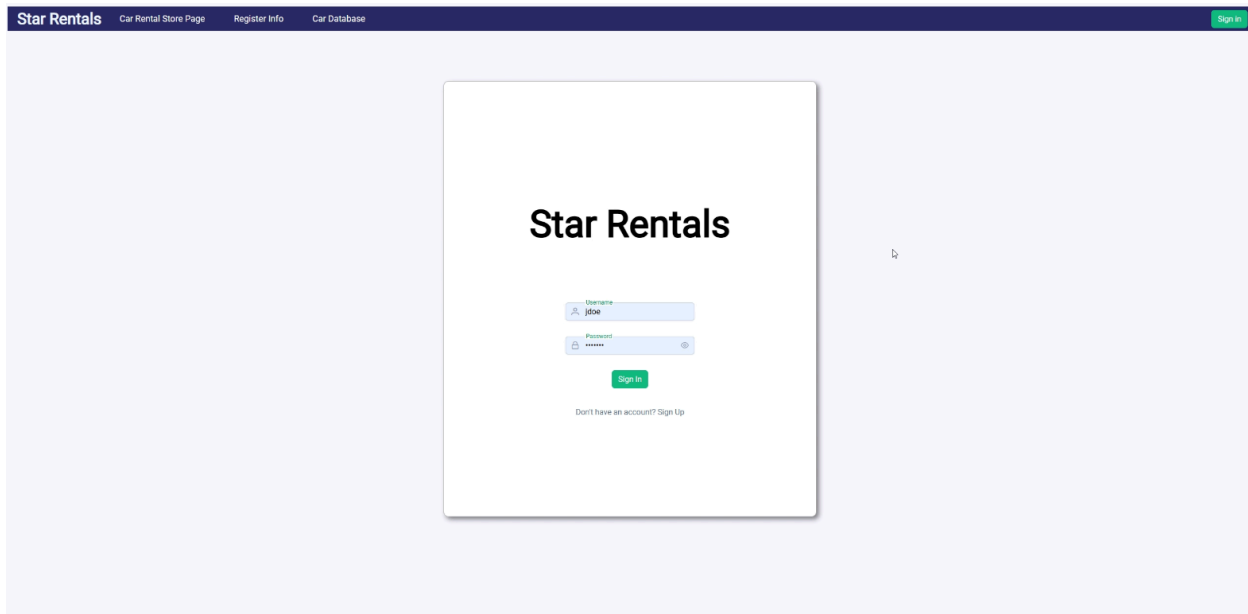 Star Rentals Car Rental Store Page Register Info Car Database Sign in
Star Rentals
Username
jdoe
Password
•••••••
Sign In
Don't have an account? Sign Up